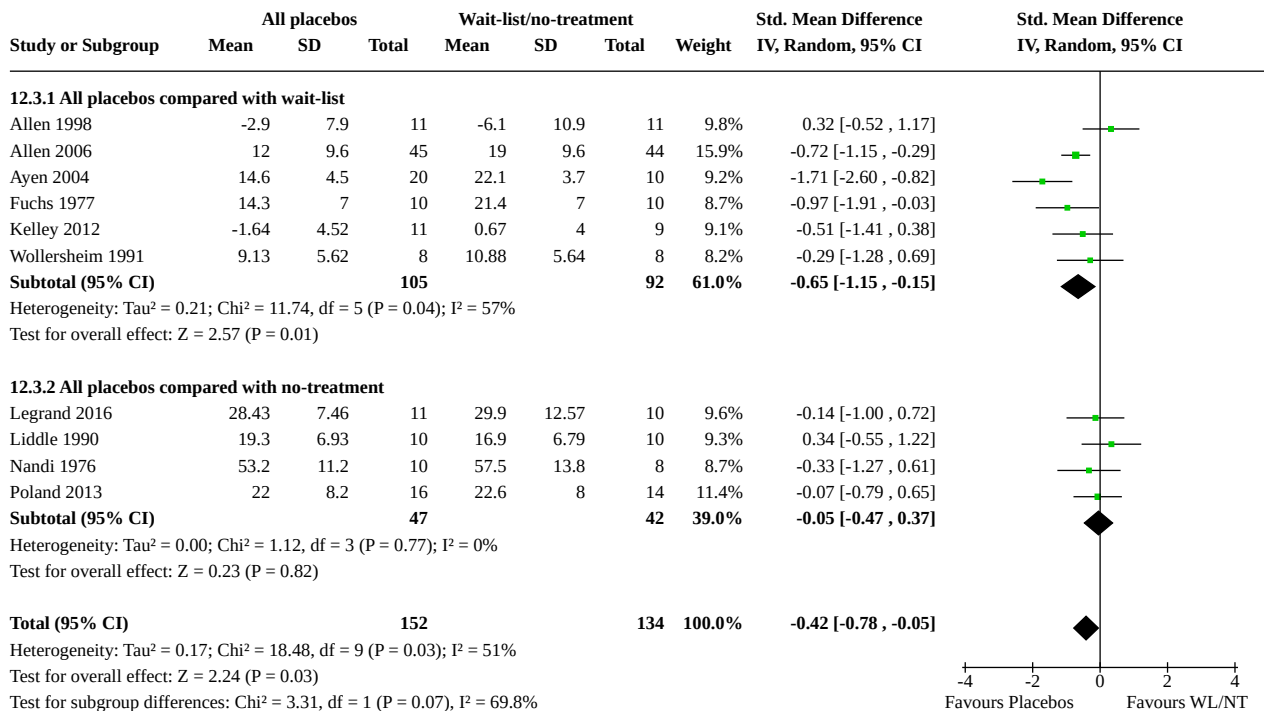 All placebos Wait-list/no-treatment Std. Mean Difference Std. Mean Difference
Study or Subgroup Mean SD Total Mean SD Total Weight IV, Random, 95% CI IV, Random, 95% CI
12.3.1 All placebos compared with wait-list
Allen 1998 -2.9 7.9 11 -6.1 10.9 11 9.8% 0.32 [-0.52 , 1.17]
Allen 2006 12 9.6 45 19 9.6 44 15.9% -0.72 [-1.15 , -0.29]
Ayen 2004 14.6 4.5 20 22.1 3.7 10 9.2% -1.71 [-2.60 , -0.82]
Fuchs 1977 14.3 7 10 21.4 7 10 8.7% -0.97 [-1.91 , -0.03]
Kelley 2012 -1.64 4.52 11 0.67 4 9 9.1% -0.51 [-1.41 , 0.38]
Wollersheim 1991 9.13 5.62 8 10.88 5.64 8 8.2% -0.29 [-1.28 , 0.69]
Subtotal (95% CI) 105 92 61.0% -0.65 [-1.15 , -0.15]
Heterogeneity: Tau² = 0.21; Chi² = 11.74, df = 5 (P = 0.04); I² = 57%
Test for overall effect: Z = 2.57 (P = 0.01)
12.3.2 All placebos compared with no-treatment
Legrand 2016 28.43 7.46 11 29.9 12.57 10 9.6% -0.14 [-1.00 , 0.72]
Liddle 1990 19.3 6.93 10 16.9 6.79 10 9.3% 0.34 [-0.55 , 1.22]
Nandi 1976 53.2 11.2 10 57.5 13.8 8 8.7% -0.33 [-1.27 , 0.61]
Poland 2013 22 8.2 16 22.6 8 14 11.4% -0.07 [-0.79 , 0.65]
Subtotal (95% CI) 47 42 39.0% -0.05 [-0.47 , 0.37]
Heterogeneity: Tau² = 0.00; Chi² = 1.12, df = 3 (P = 0.77); I² = 0%
Test for overall effect: Z = 0.23 (P = 0.82)
Total (95% CI) 152 134 100.0% -0.42 [-0.78 , -0.05]
Heterogeneity: Tau² = 0.17; Chi² = 18.48, df = 9 (P = 0.03); I² = 51%
Test for overall effect: Z = 2.24 (P = 0.03) -4 -2 0 2 4
Test for subgroup differences: Chi² = 3.31, df = 1 (P = 0.07), I² = 69.8% Favours Placebos Favours WL/NT